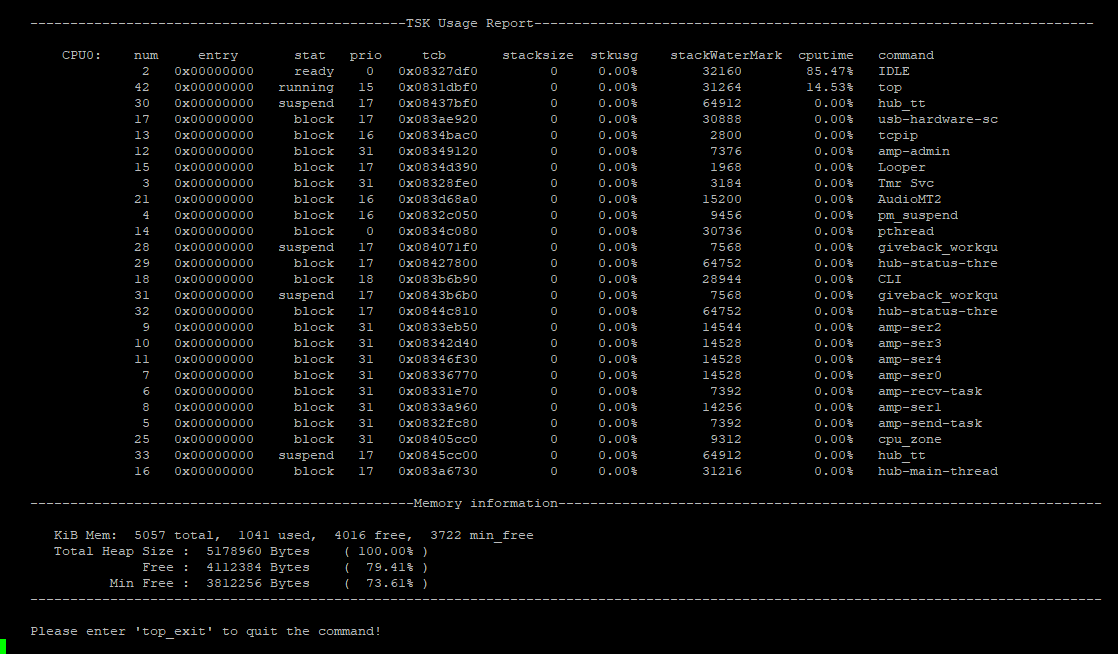 -----------------------------------------------TSK Usage Report----------------------------------------------------------------------
CPU0:    num     entry       stat   prio     tcb       stacksize  stkusg    stackWaterMark  cputime   command
2   0x00000000     ready    0   0x08327df0         0     0.00%        32160        85.47%   IDLE
42   0x00000000   running   15   0x0831dbf0         0     0.00%        31264        14.53%   top
30   0x00000000   suspend   17   0x08437bf0         0     0.00%        64912         0.00%   hub_tt
17   0x00000000     block   17   0x083ae920         0     0.00%        30888         0.00%   usb-hardware-sc
13   0x00000000     block   16   0x0834bac0         0     0.00%         2800         0.00%   tcpip
12   0x00000000     block   31   0x08349120         0     0.00%         7376         0.00%   amp-admin
15   0x00000000     block   17   0x0834d390         0     0.00%         1968         0.00%   Looper
3   0x00000000     block   31   0x08328fe0         0     0.00%         3184         0.00%   Tmr Svc
21   0x00000000     block   16   0x083d68a0         0     0.00%        15200         0.00%   AudioMT2
4   0x00000000     block   16   0x0832c050         0     0.00%         9456         0.00%   pm_suspend
14   0x00000000     block    0   0x0834c080         0     0.00%        30736         0.00%   pthread
28   0x00000000   suspend   17   0x084071f0         0     0.00%         7568         0.00%   giveback_workqu
29   0x00000000     block   17   0x08427800         0     0.00%        64752         0.00%   hub-status-thre
18   0x00000000     block   18   0x083b6b90         0     0.00%        28944         0.00%   CLI
31   0x00000000   suspend   17   0x0843b6b0         0     0.00%         7568         0.00%   giveback_workqu
32   0x00000000     block   17   0x0844c810         0     0.00%        64752         0.00%   hub-status-thre
9   0x00000000     block   31   0x0833eb50         0     0.00%        14544         0.00%   amp-ser2
10   0x00000000     block   31   0x08342d40         0     0.00%        14528         0.00%   amp-ser3
11   0x00000000     block   31   0x08346f30         0     0.00%        14528         0.00%   amp-ser4
7   0x00000000     block   31   0x08336770         0     0.00%        14528         0.00%   amp-ser0
6   0x00000000     block   31   0x08331e70         0     0.00%         7392         0.00%   amp-recv-task
8   0x00000000     block   31   0x0833a960         0     0.00%        14256         0.00%   amp-ser1
5   0x00000000     block   31   0x0832fc80         0     0.00%         7392         0.00%   amp-send-task
25   0x00000000     block   31   0x08405cc0         0     0.00%         9312         0.00%   cpu_zone
33   0x00000000   suspend   17   0x0845cc00         0     0.00%        64912         0.00%   hub_tt
16   0x00000000     block   17   0x083a6730         0     0.00%        31216         0.00%   hub-main-thread
------------------------------------------------Memory information--------------------------------------------------------------------
KiB Mem:  5057 total,  1041 used,  4016 free,  3722 min_free
Total Heap Size :  5178960 Bytes    ( 100.00% )
Free :  4112384 Bytes    (  79.41% )
Min Free :  3812256 Bytes    (  73.61% )
--------------------------------------------------------------------------------------------------------------------------------------
Please enter 'top_exit' to quit the command!